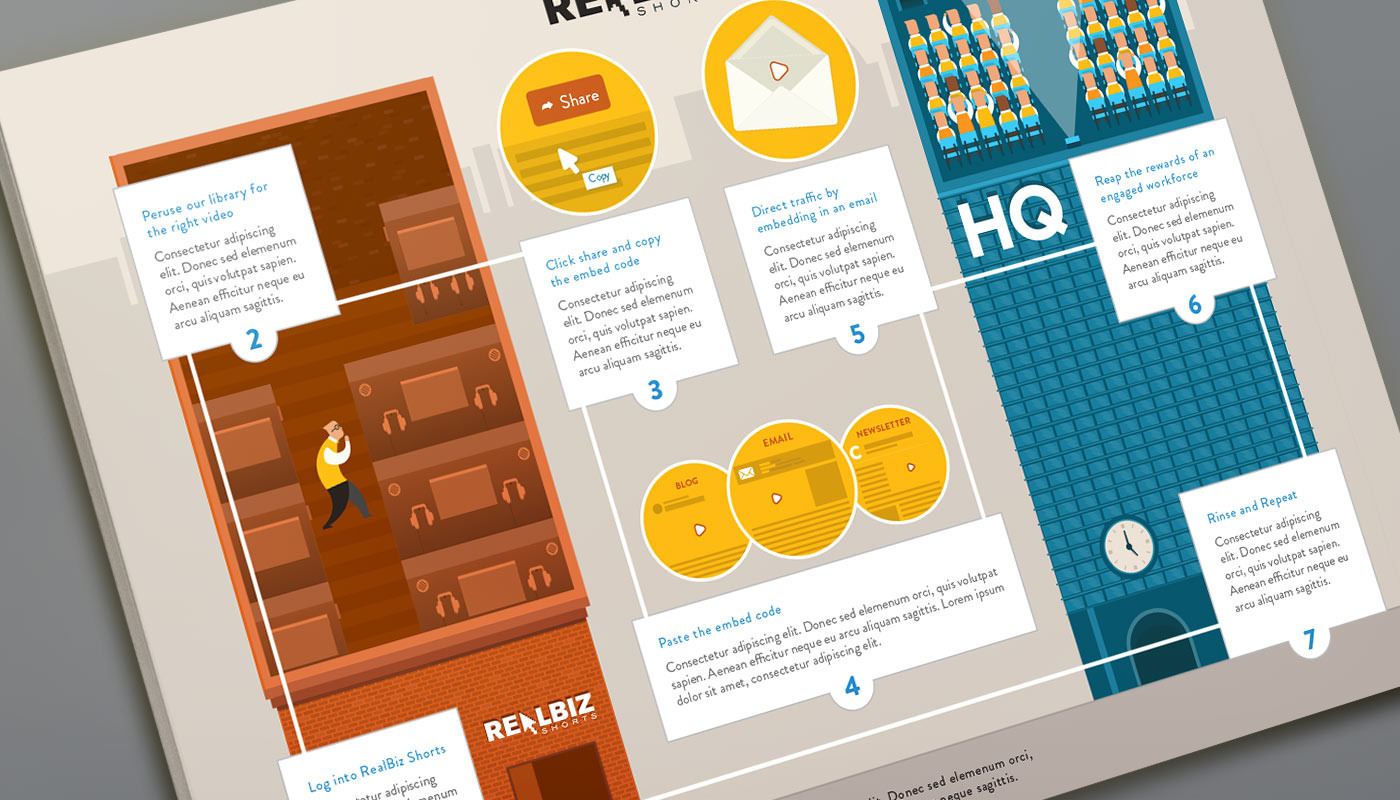 REALBIZ
SHORTS
Share
Copy
Peruse our library for
the right video
Consectetur adipiscing
elit. Donec sed elemenum
orci, quis volutpat sapien.
Aenean efficitur neque eu
arcu aliquam sagittis.
2
Click share and copy
the embed code
Consectetur adipiscing
elit. Donec sed elemenum
orci, quis volutpat sapien.
Aenean efficitur neque eu
arcu aliquam sagittis.
3
Direct traffic by
embedding in an email
Consectetur adipiscing
elit. Donec sed elemenum
orci, quis volutpat sapien.
Aenean efficitur neque eu
arcu aliquam sagittis.
5
HQ
Reap the rewards of an
engaged workforce
Consectetur adipiscing
elit. Donec sed elemenum
orci, quis volutpat sapien.
Aenean efficitur neque eu
arcu aliquam sagittis.
6
BLOG
EMAIL
NEWSLETTER
C
Paste the embed code
Consectetur adipiscing elit. Donec sed elemenum orci, quis volutpat
sapien. Aenean efficitur neque eu arcu aliquam sagittis. Lorem ipsum
dolor sit amet, consectetur adipiscing elit.
4
Rinse and Repeat
Consectetur adipiscing
elit. Donec sed elemenum
orci, quis volutpat sapien.
Aenean efficitur neque eu
arcu aliquam sagittis.
7
REALBIZ
SHORTS
Log into RealBiz Shorts
adipiscing
elemenum
elit. Donec sed elemenum orci,
neque sagittis.